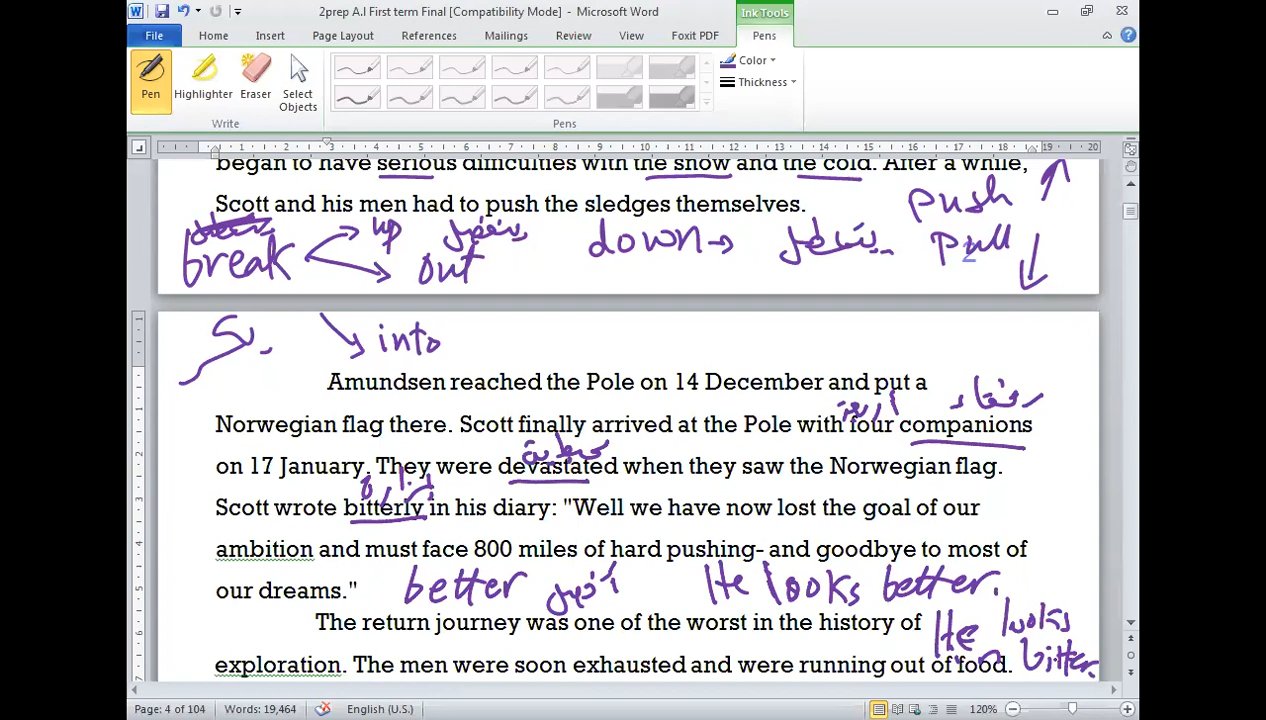 2prep A.I First term Final [Compatibility Mode] - Microsoft Word
Ink Tools
File Home Insert Page Layout References Mailings Review View Foxit PDF Pens
Pen Highlighter Eraser Select Objects
Color
Thickness
Write
Pens
began to have serious difficulties with the snow and the cold. After a while,
Scott and his men had to push the sledges themselves.
push
pull
break up
out
down
into
Amundsen reached the Pole on 14 December and put a
رفقاء
Norwegian flag there. Scott finally arrived at the Pole with four companions
on 17 January. They were devastated when they saw the Norwegian flag.
Scott wrote bitterly in his diary: "Well we have now lost the goal of our
ambition and must face 800 miles of hard pushing- and goodbye to most of
our dreams."
better He looks better.
The return journey was one of the worst in the history of
He looks bitter.
exploration. The men were soon exhausted and were running out of food.
Page: 4 of 104 Words: 19,464 English (U.S.) 120%